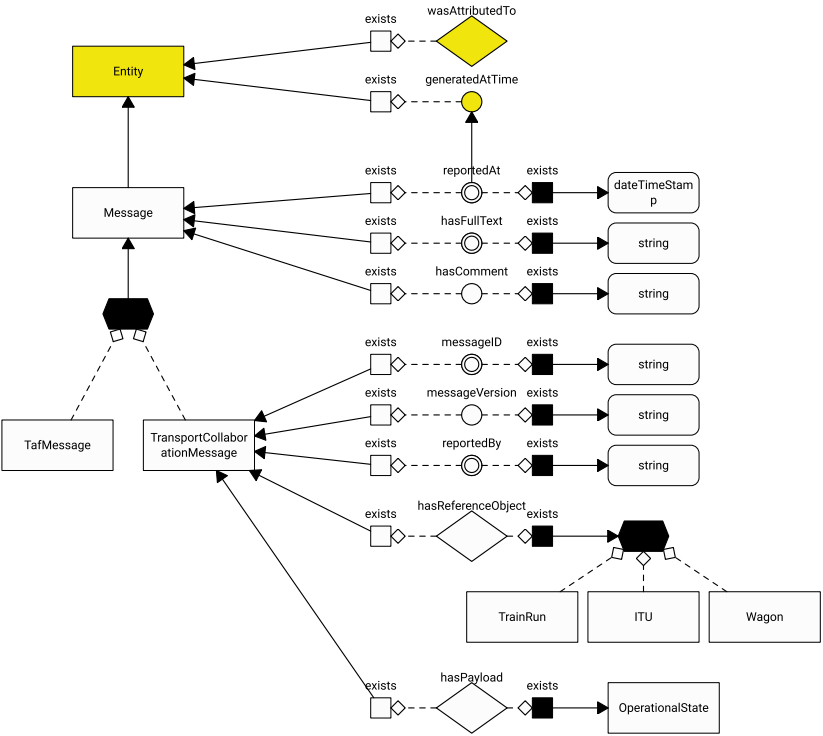 wasAttributedTo
exists
Entity
generatedAtTime
exists
reportedAt
exists
exists
dateTimeStam
p
Message
hasFullText
exists
exists
string
hasComment
exists
exists
string
messageID
exists
exists
string
messageVersion
exists
exists
string
TafMessage
TransportCollabor
ationMessage
reportedBy
exists
exists
string
hasReferenceObject
exists
exists
TrainRun
ITU
Wagon
hasPayload
exists
exists
OperationalState